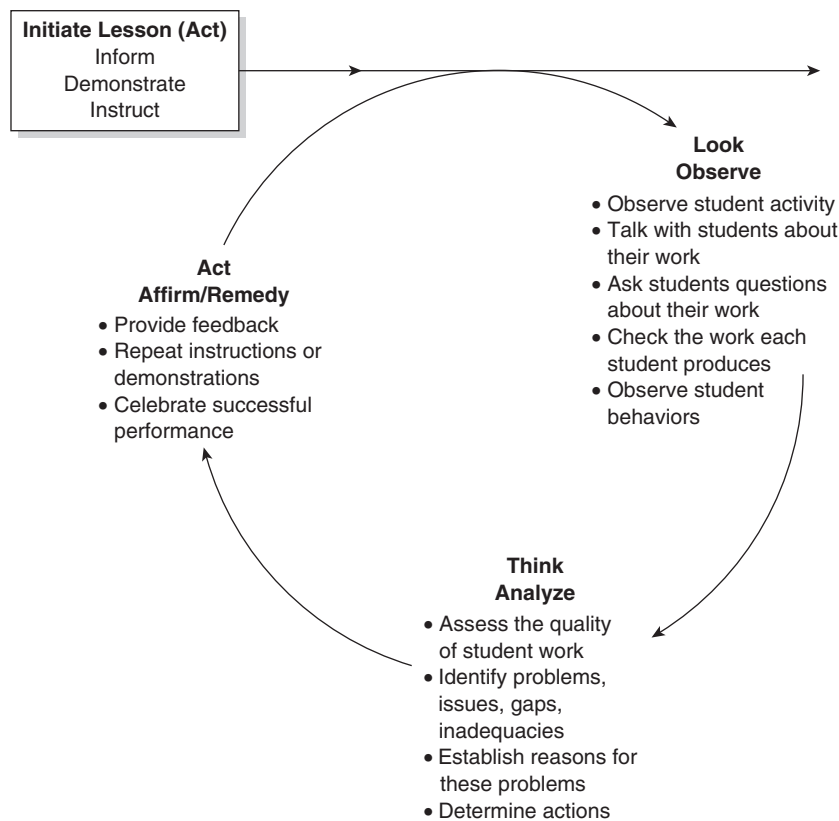 Initiate Lesson (Act)
Inform
Demonstrate
Instruct
Look
Observe
• Observe student activity
• Talk with students about
their work
• Ask students questions
about their work
• Check the work each
student produces
• Observe student
behaviors
Think
Analyze
• Assess the quality
of student work
• Identify problems,
issues, gaps,
inadequacies
• Establish reasons for
these problems
• Determine actions
Act
Affirm/Remedy
• Provide feedback
• Repeat instructions or
demonstrations
• Celebrate successful
performance